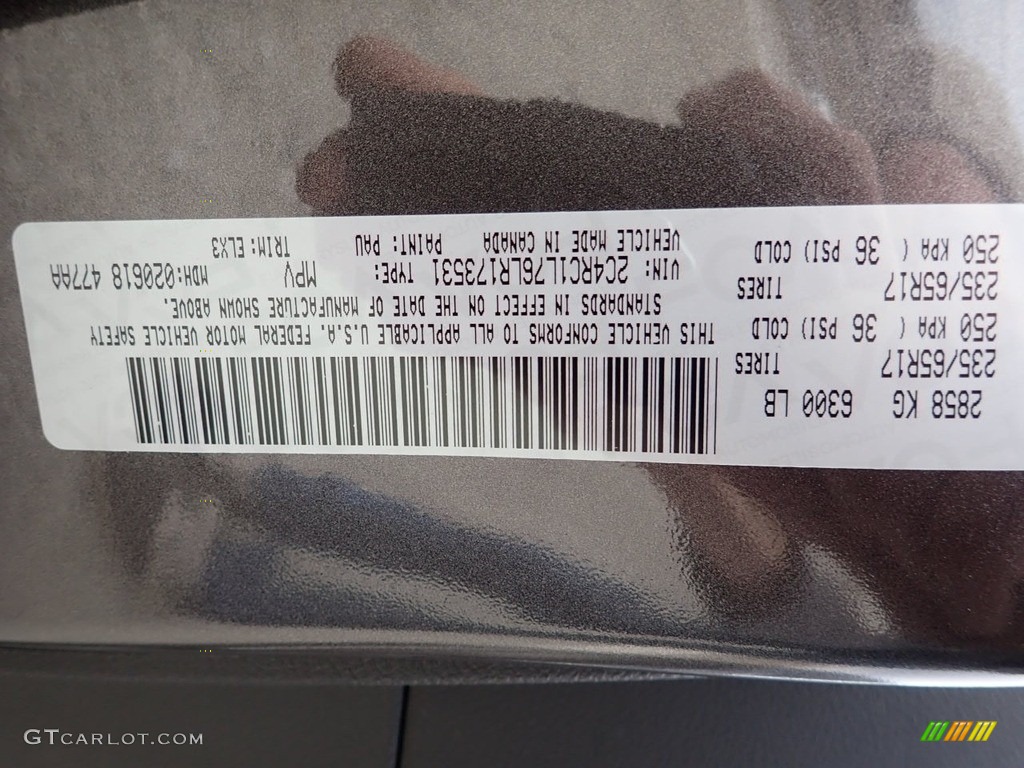 2858 KG 6300 LB
235/65R17 TIRES
250 KPA ( 36 PSI) COLD
235/65R17 TIRES
250 KPA ( 36 PSI) COLD
THIS VEHICLE CONFORMS TO ALL APPLICABLE U.S.A. FEDERAL MOTOR VEHICLE SAFETY
STANDARDS IN EFFECT ON THE DATE OF MANUFACTURE SHOWN ABOVE.
VIN: 2C4RC1L76LR173531 TYPE: MPV MDH:020618 477AA
VEHICLE MADE IN CANADA PAINT: PAU TRIM: ELX3
GTCARLOT.COM